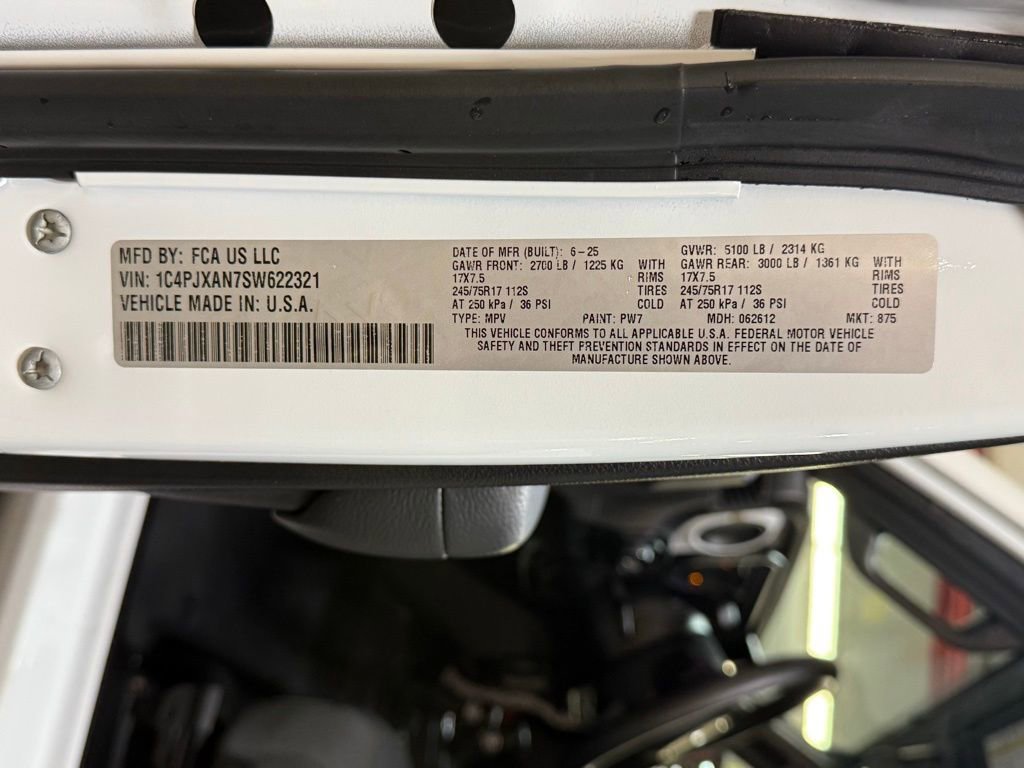 MFD BY: FCA US LLC
VIN: 1C4PJXAN7SW622321
VEHICLE MADE IN: U.S.A.
DATE OF MFR (BUILT): 6-25
GAWR FRONT: 2700 LB / 1225 KG WITH
17X7.5 RIMS
245/75R17 112S TIRES
AT 250 kPa / 36 PSI COLD
TYPE: MPV PAINT: PW7
GVWR: 5100 LB / 2314 KG
GAWR REAR: 3000 LB / 1361 KG WITH
17X7.5 RIMS
245/75R17 112S TIRES
AT 250 kPa / 36 PSI COLD
MDH: 062612 MKT: 875
THIS VEHICLE CONFORMS TO ALL APPLICABLE U.S.A. FEDERAL MOTOR VEHICLE
SAFETY AND THEFT PREVENTION STANDARDS IN EFFECT ON THE DATE OF
MANUFACTURE SHOWN ABOVE.